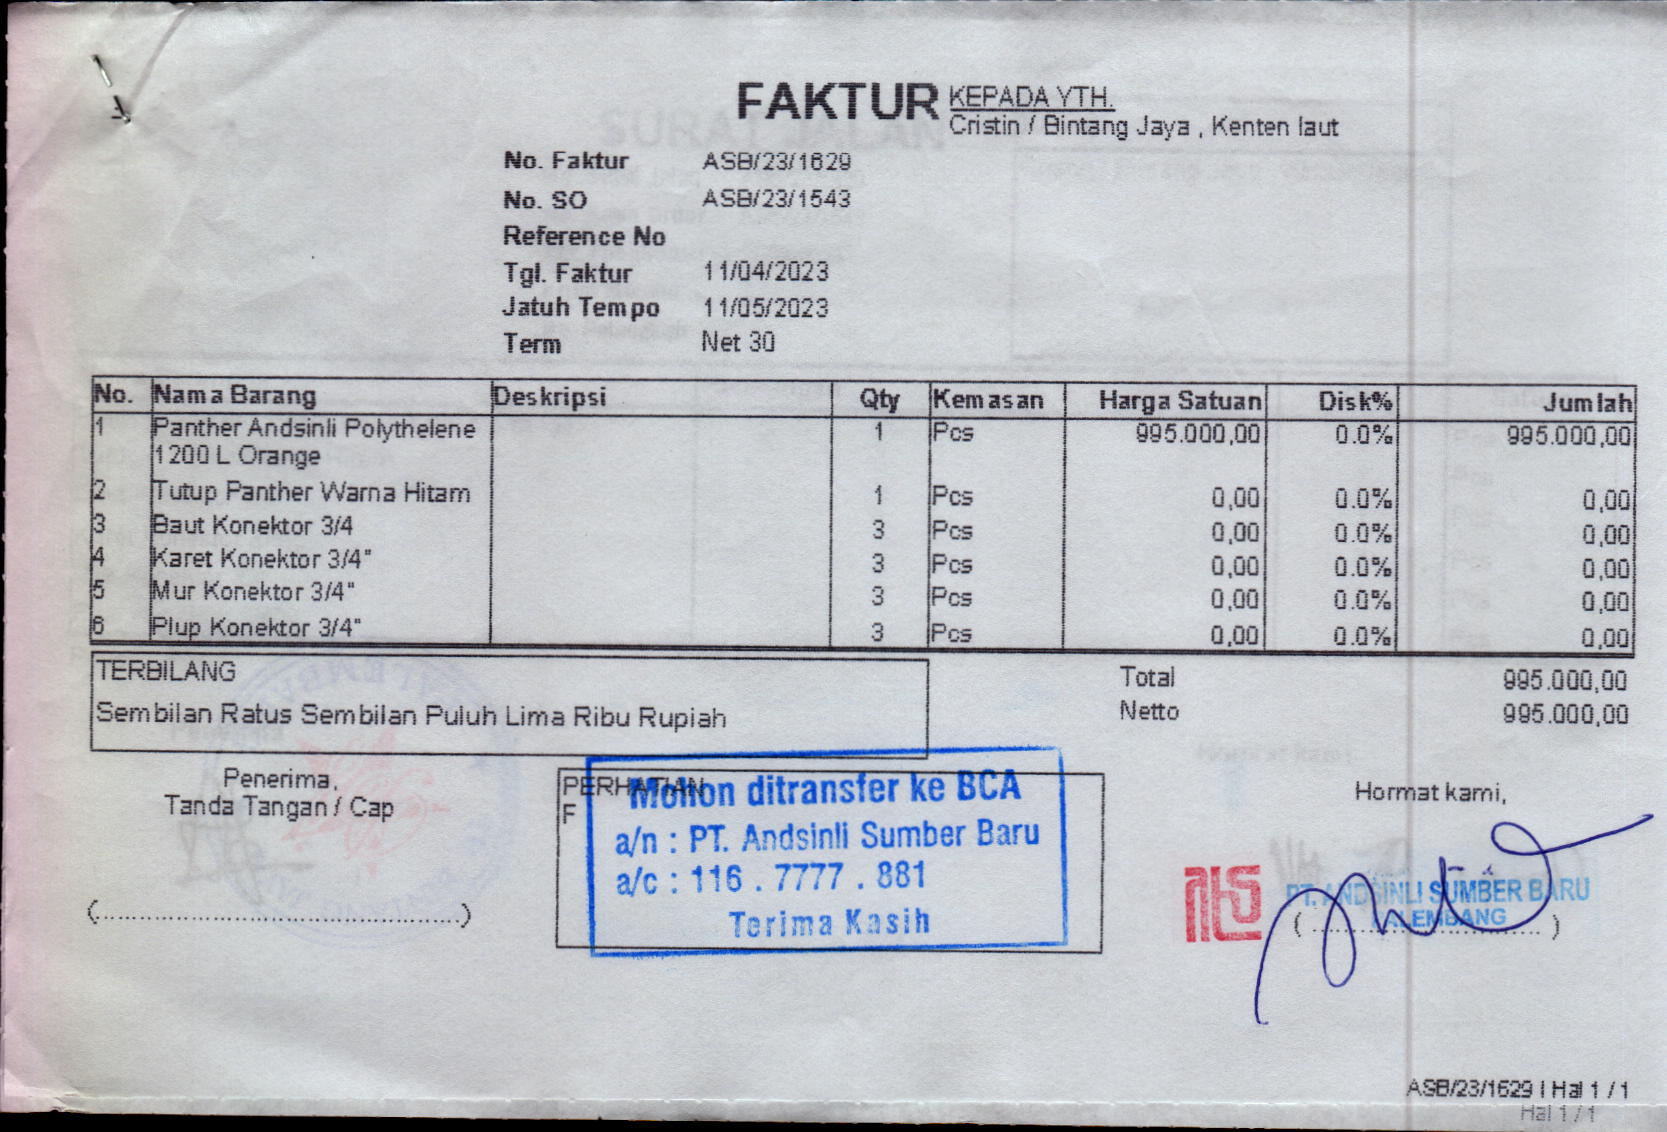 FAKTUR
KEPADA YTH.
Cristin / Bintang Jaya , Kenten laut
No. Faktur ASB/23/1629
No. SO ASB/23/1543
Reference No
Tgl. Faktur 11/04/2023
Jatuh Tempo 11/05/2023
Term Net 30
No. Nama Barang Deskripsi Qty Kemasan Harga Satuan Disk% Jumlah
1 Panther Andsinli Polythelene 1 Pcs 995.000,00 0.0% 995.000,00
1200 L Orange
2 Tutup Panther Warna Hitam 1 Pcs 0,00 0.0% 0,00
3 Baut Konektor 3/4 3 Pcs 0,00 0.0% 0,00
4 Karet Konektor 3/4" 3 Pcs 0,00 0.0% 0,00
5 Mur Konektor 3/4" 3 Pcs 0,00 0.0% 0,00
6 Plup Konektor 3/4" 3 Pcs 0,00 0.0% 0,00
TERBILANG
Sembilan Ratus Sembilan Puluh Lima Ribu Rupiah
Total 995.000,00
Netto 995.000,00
Penerima,
Tanda Tangan / Cap
(..........................................)
PERHATIAN
F
Mohon ditransfer ke BCA
a/n : PT. Andsinli Sumber Baru
a/c : 116 . 7777 . 881
Terima Kasih
Hormat kami,
PT. ANDSINLI SUMBER BARU
PALEMBANG
( .............................. )
ASB/23/1629 | Hal 1 / 1
Hal 1 / 1